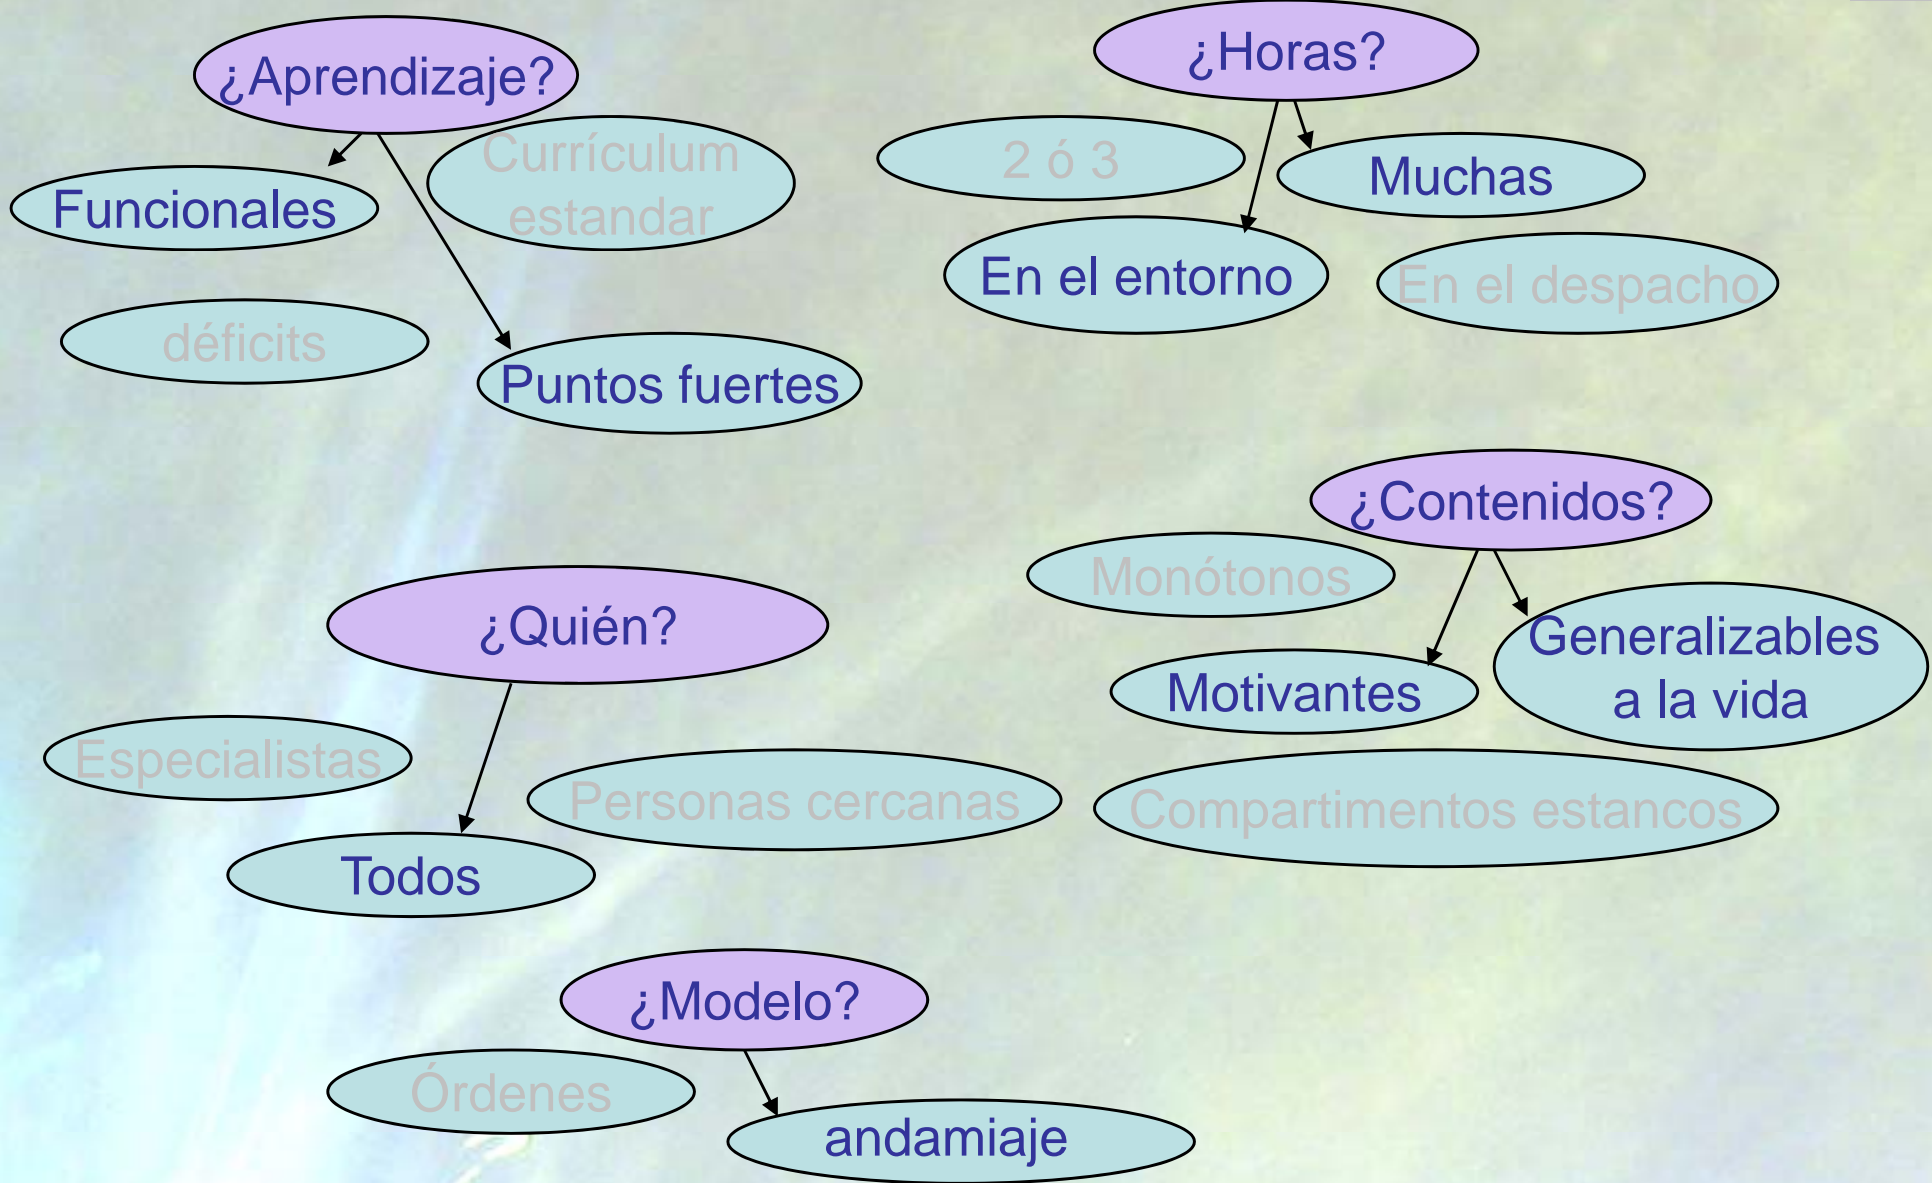 ¿Aprendizaje?
Currículum
estandar
Funcionales
déficits
Puntos fuertes
¿Horas?
2 ó 3
Muchas
En el entorno
En el despacho
¿Contenidos?
Monótonos
Generalizables
a la vida
Motivantes
Compartimentos estancos
¿Quién?
Especialistas
Personas cercanas
Todos
¿Modelo?
Órdenes
andamiaje